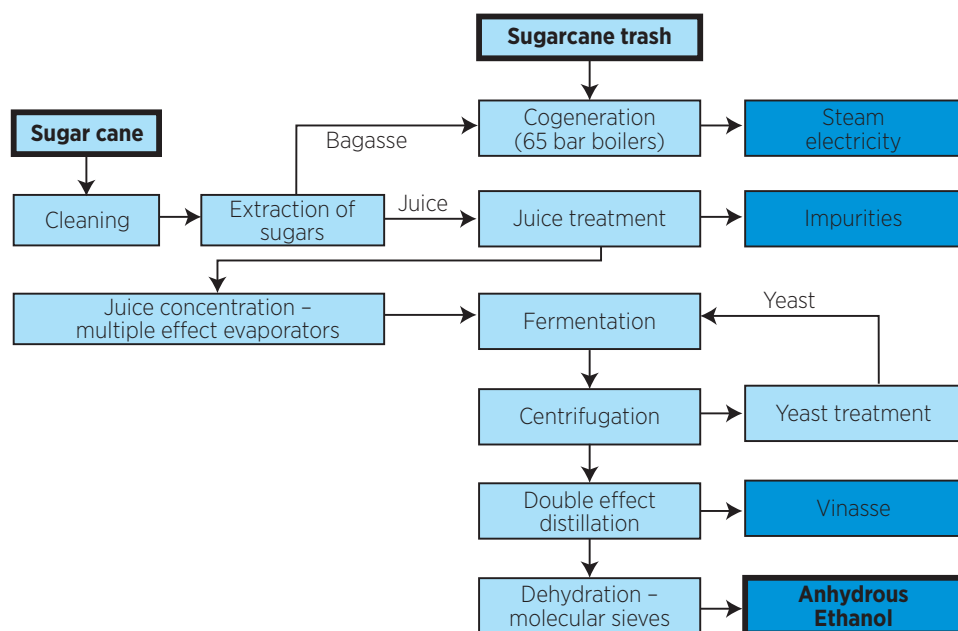 Sugarcane trash
Sugar cane
Bagasse
Cogeneration
(65 bar boilers)
Steam
electricity
Cleaning
Extraction of
sugars
Juice
Juice treatment
Impurities
Juice concentration –
multiple effect evaporators
Fermentation
Yeast
Centrifugation
Yeast treatment
Double effect
distillation
Vinasse
Dehydration –
molecular sieves
Anhydrous
Ethanol